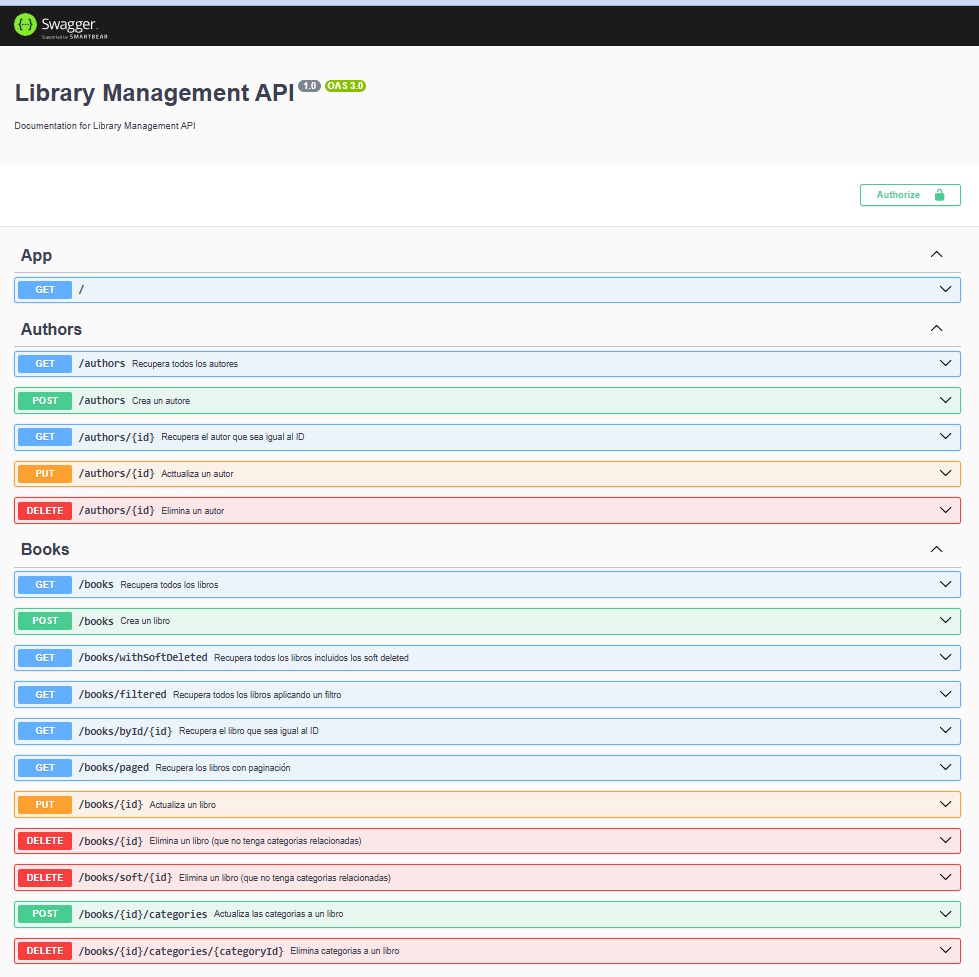 Swagger.
Supported by SMARTBEAR
Library Management API 1.0 OAS 3.0
Documentation for Library Management API
Authorize
App
GET /
Authors
GET /authors Recupera todos los autores
POST /authors Crea un autore
GET /authors/{id} Recupera el autor que sea igual al ID
PUT /authors/{id} Acttualiza un autor
DELETE /authors/{id} Elimina un autor
Books
GET /books Recupera todos los libros
POST /books Crea un libro
GET /books/withSoftDeleted Recupera todos los libros incluidos los soft deleted
GET /books/filtered Recupera todos los libros aplicando un filtro
GET /books/byId/{id} Recupera el libro que sea igual al ID
GET /books/paged Recupera los libros con paginación
PUT /books/{id} Actualiza un libro
DELETE /books/{id} Elimina un libro (que no tenga categorias relacionadas)
DELETE /books/soft/{id} Elimina un libro (que no tenga categorias relacionadas)
POST /books/{id}/categories Actualiza las categorias a un libro
DELETE /books/{id}/categories/{categoryId} Elimina categorias a un libro